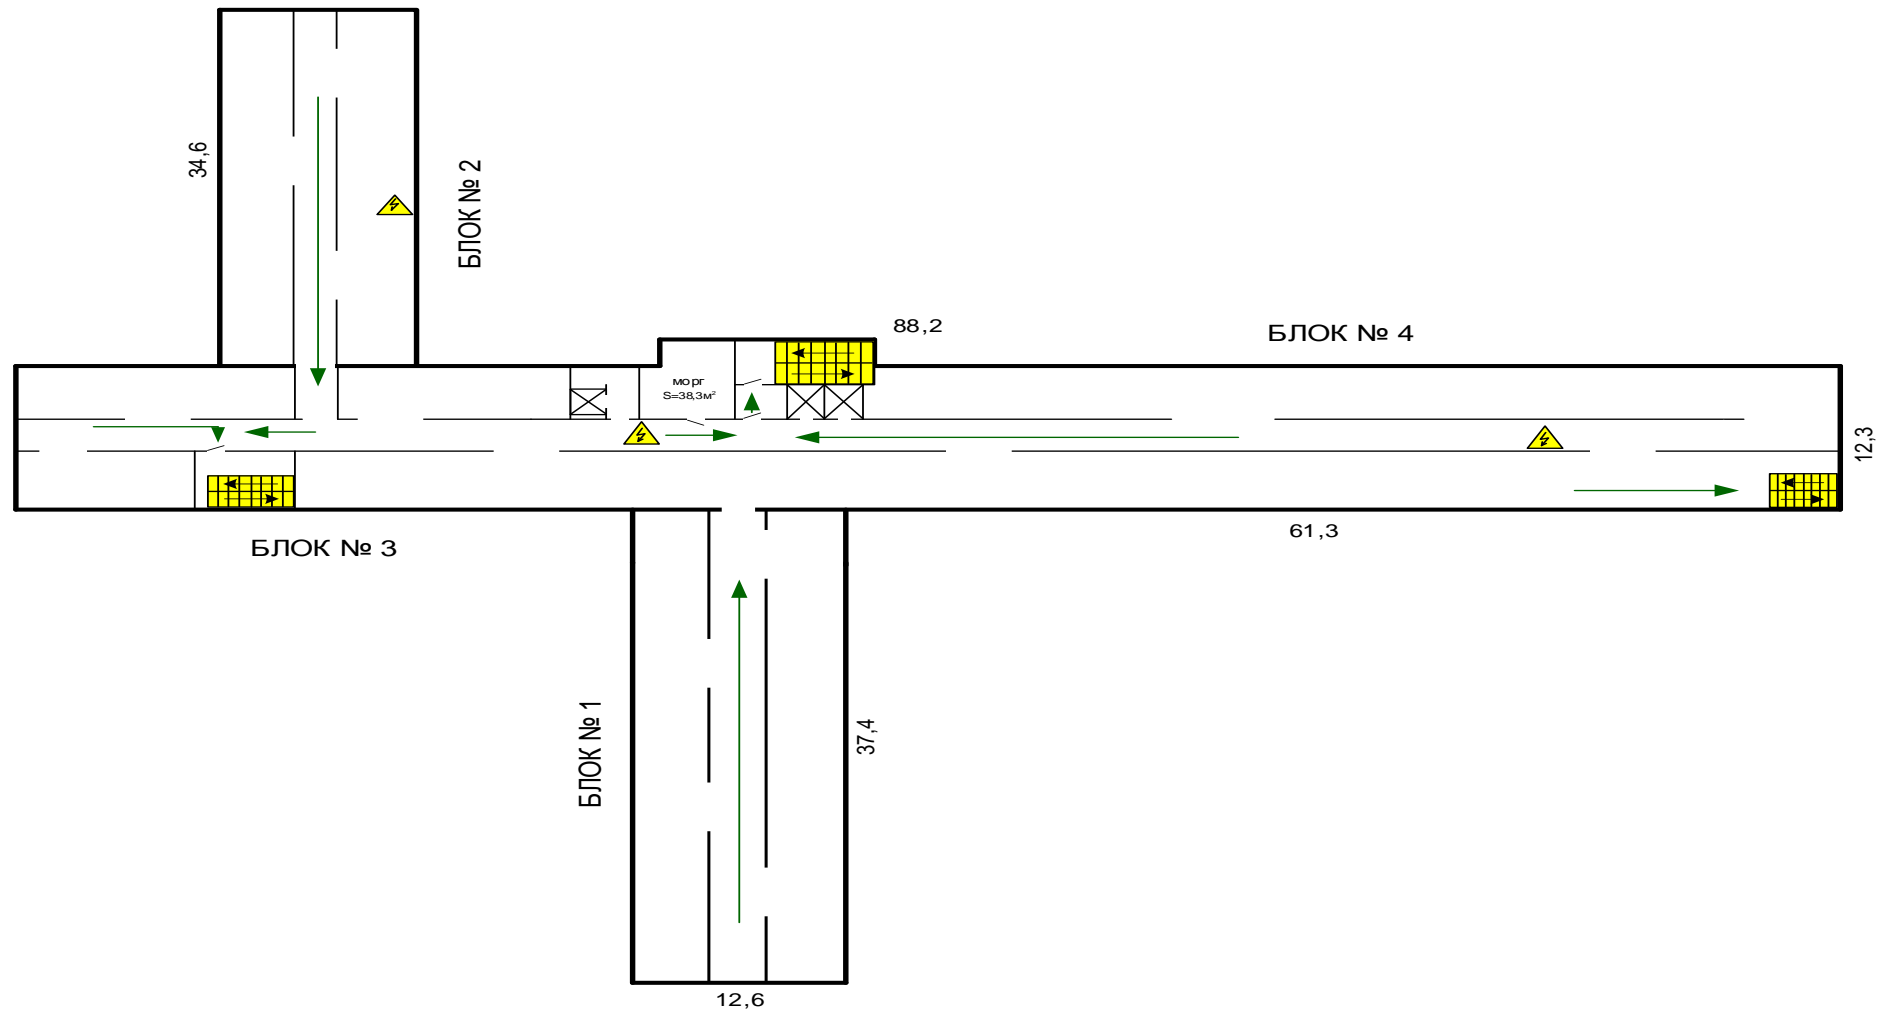 34,6
БЛОК № 2
88,2
БЛОК № 4
морг
S=38,3м²
12,3
61,3
БЛОК № 3
БЛОК № 1
37,4
12,6